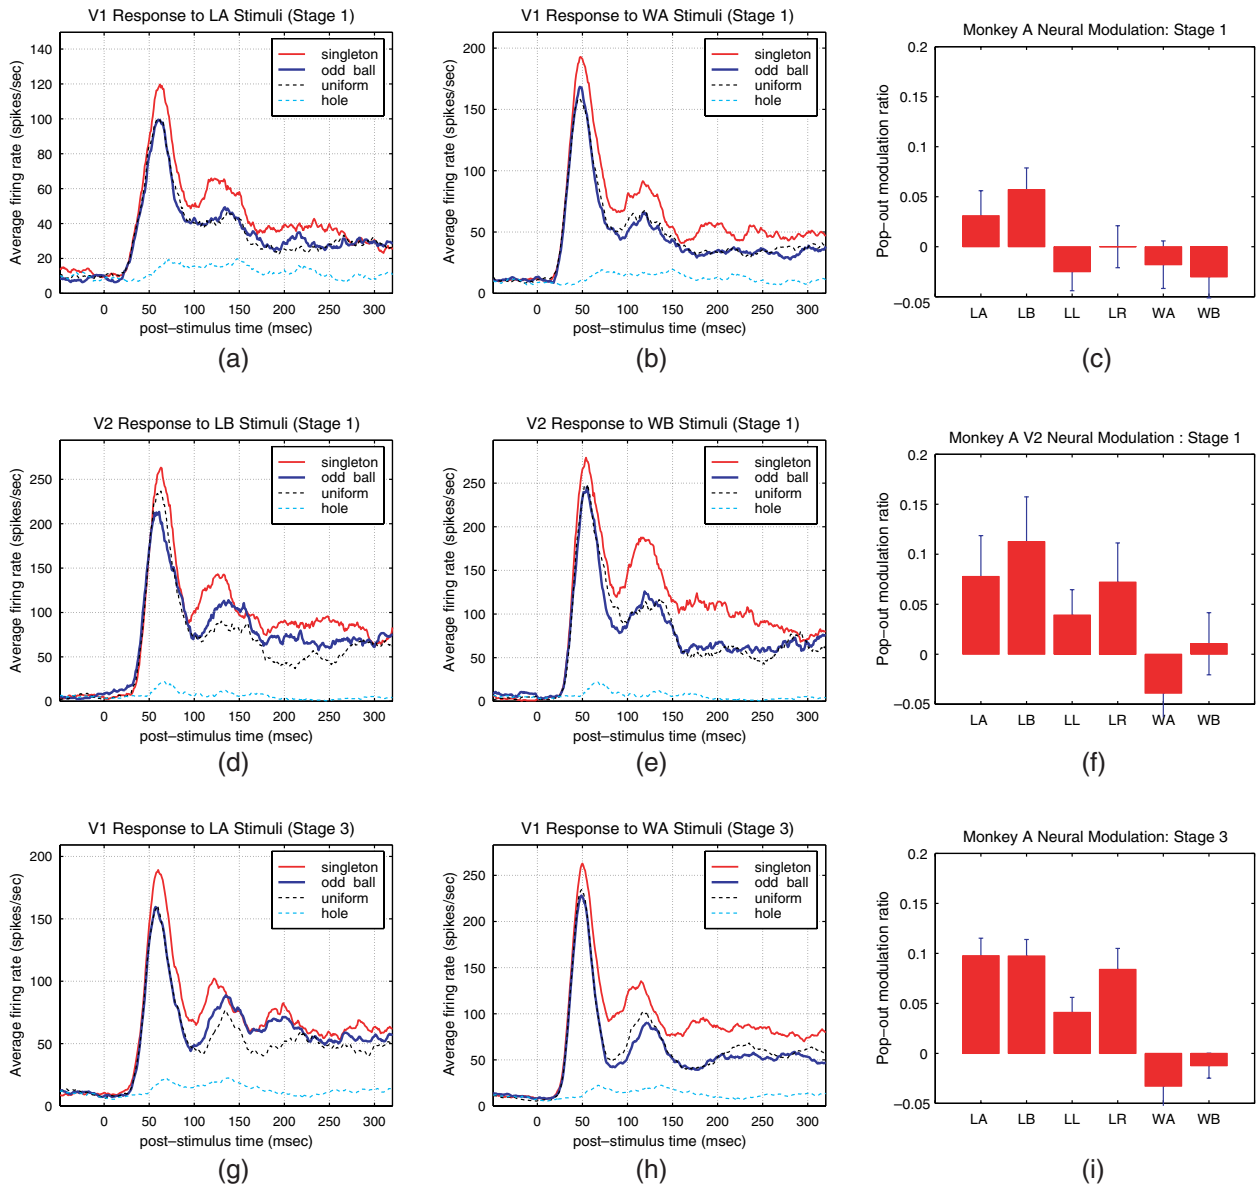 V1 Response to LA Stimuli (Stage 1)
Average firing rate (spikes/sec)
140
120
100
80
60
40
20
0
singleton
odd ball
uniform
hole
0 50 100 150 200 250 300
post–stimulus time (msec)
(a)
V1 Response to WA Stimuli (Stage 1)
Average firing rate (spikes/sec)
200
150
100
50
0
singleton
odd ball
uniform
hole
0 50 100 150 200 250 300
post–stimulus time (msec)
(b)
Monkey A Neural Modulation: Stage 1
Pop–out modulation ratio
0.2
0.15
0.1
0.05
0
–0.05
LA LB LL LR WA WB
(c)
V2 Response to LB Stimuli (Stage 1)
Average firing rate (spikes/sec)
250
200
150
100
50
0
singleton
odd ball
uniform
hole
0 50 100 150 200 250 300
post–stimulus time (msec)
(d)
V2 Response to WB Stimuli (Stage 1)
Average firing rate (spikes/sec)
250
200
150
100
50
0
singleton
odd ball
uniform
hole
0 50 100 150 200 250 300
post–stimulus time (msec)
(e)
Monkey A V2 Neural Modulation : Stage 1
Pop–out modulation ratio
0.2
0.15
0.1
0.05
0
–0.05
LA LB LL LR WA WB
(f)
V1 Response to LA Stimuli (Stage 3)
Average firing rate (spikes/sec)
200
150
100
50
0
singleton
odd ball
uniform
hole
0 50 100 150 200 250 300
post–stimulus time (msec)
(g)
V1 Response to WA Stimuli (Stage 3)
Average firing rate (spikes/sec)
250
200
150
100
50
0
singleton
odd ball
uniform
hole
0 50 100 150 200 250 300
post–stimulus time (msec)
(h)
Monkey A Neural Modulation: Stage 3
Pop–out modulation ratio
0.2
0.15
0.1
0.05
0
–0.05
LA LB LL LR WA WB
(i)